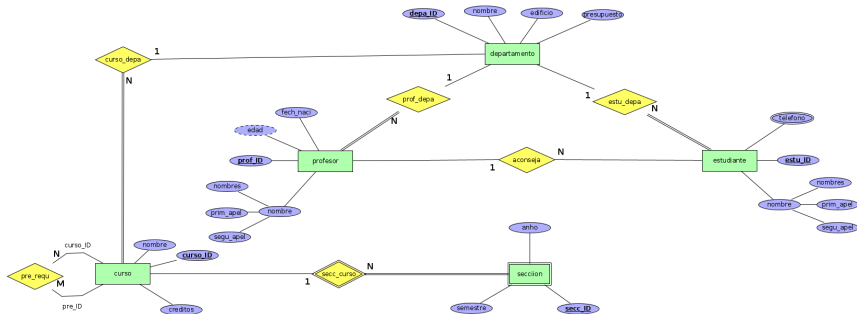 depa_ID
nombre
edificio
presupuesto
departamento
curso_depa
1
N
1
prof_depa
N
1
estu_depa
N
fech_naci
edad
prof_ID
profesor
nombres
prim_apel
segu_apel
nombre
aconseja
1
N
telefono
estudiante
estu_ID
nombre
nombres
prim_apel
segu_apel
curso_ID
N
pre_requ
M
pre_ID
nombre
curso_ID
curso
creditos
secc_curso
1
N
anho
secciion
semestre
secc_ID